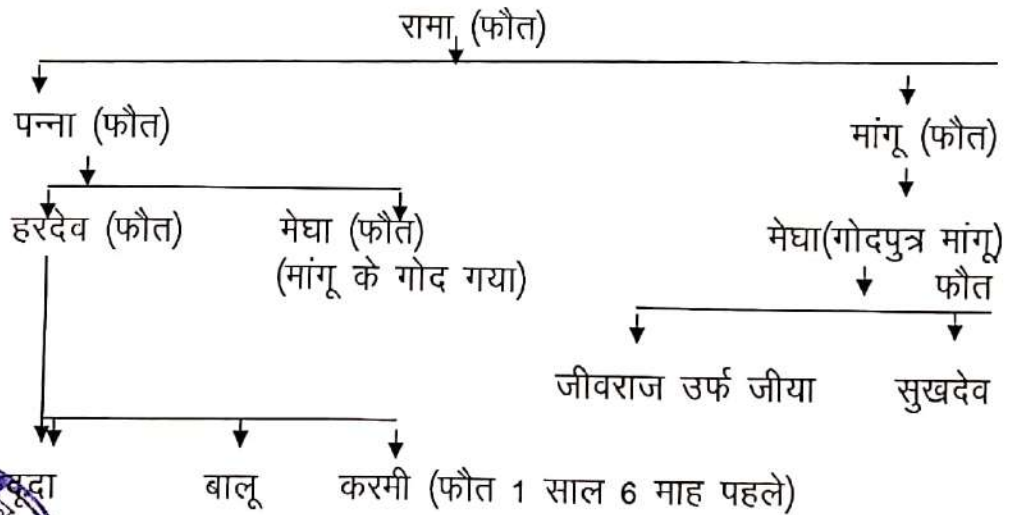 रामा (फौत)
पन्ना (फौत) मांगू (फौत)
हरदेव (फौत) मेघा (फौत) मेघा(गोदपुत्र मांगू)
(मांगू के गोद गया) फौत
जीवराज उर्फ जीया सुखदेव
बालू करमी (फौत 1 साल 6 माह पहले)